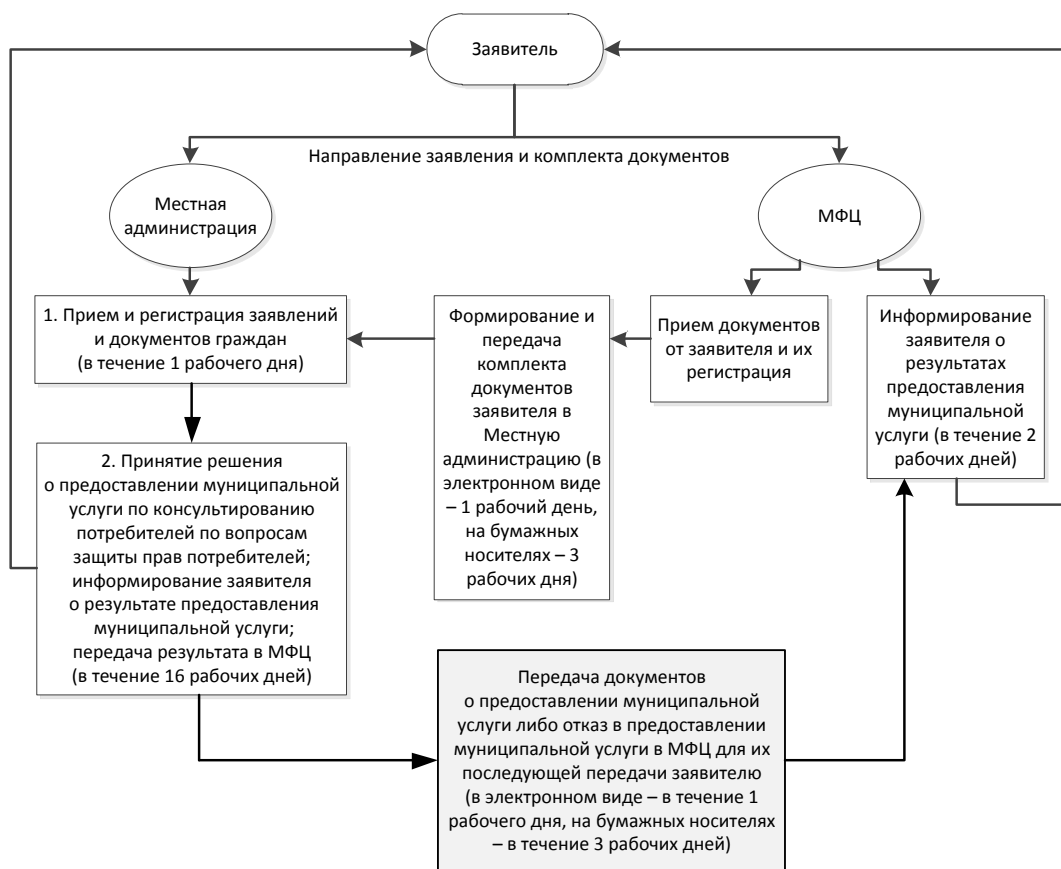 Заявитель
Направление заявления и комплекта документов
Местная
администрация
МФЦ
1. Прием и регистрация заявлений
и документов граждан
(в течение 1 рабочего дня)
Формирование и
передача
комплекта
документов
заявителя в
Местную
администрацию (в
электронном виде
– 1 рабочий день,
на бумажных
носителях – 3
рабочих дня)
Прием документов
от заявителя и их
регистрация
Информирование
заявителя о
результатах
предоставления
муниципальной
услуги (в течение 2
рабочих дней)
2. Принятие решения
о предоставлении муниципальной
услуги по консультированию
потребителей по вопросам
защиты прав потребителей;
информирование заявителя
о результате предоставления
муниципальной услуги;
передача результата в МФЦ
(в течение 16 рабочих дней)
Передача документов
о предоставлении муниципальной
услуги либо отказ в предоставлении
муниципальной услуги в МФЦ для их
последующей передачи заявителю
(в электронном виде – в течение 1
рабочего дня, на бумажных носителях
– в течение 3 рабочих дней)